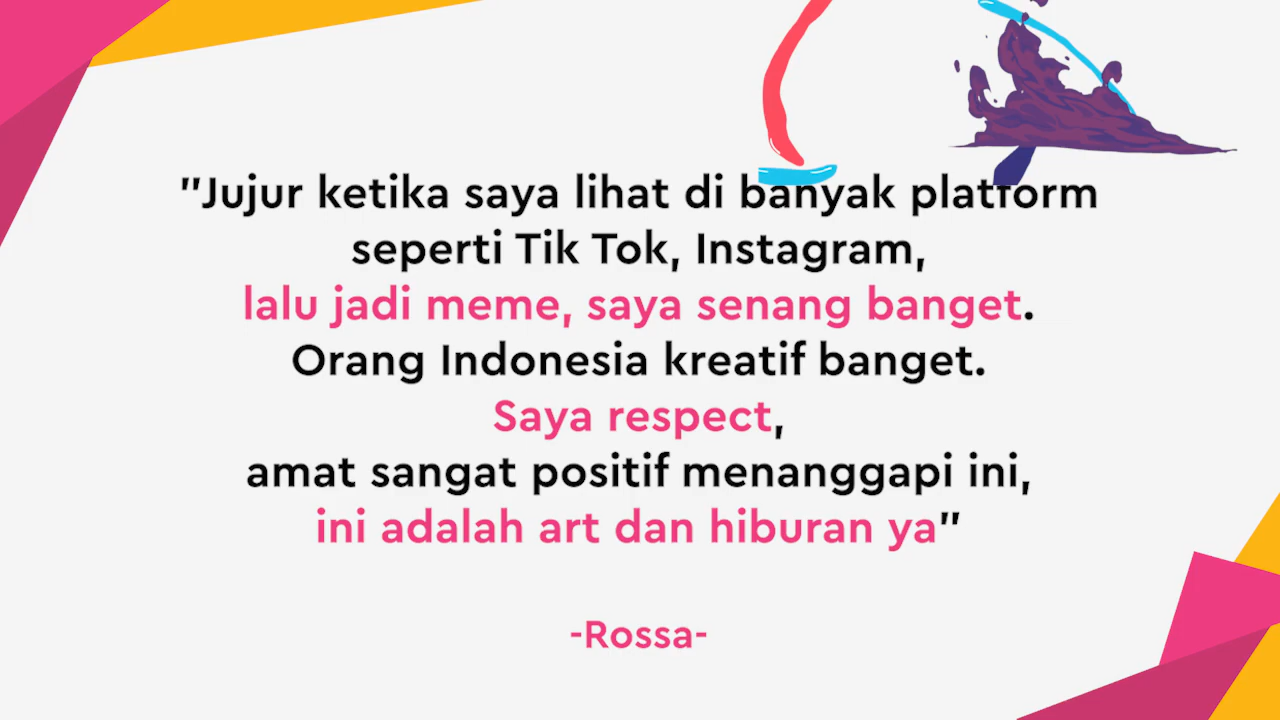 "Jujur ketika saya lihat di banyak platform
seperti Tik Tok, Instagram,
lalu jadi meme, saya senang banget.
Orang Indonesia kreatif banget.
Saya respect,
amat sangat positif menanggapi ini,
ini adalah art dan hiburan ya"
-Rossa-